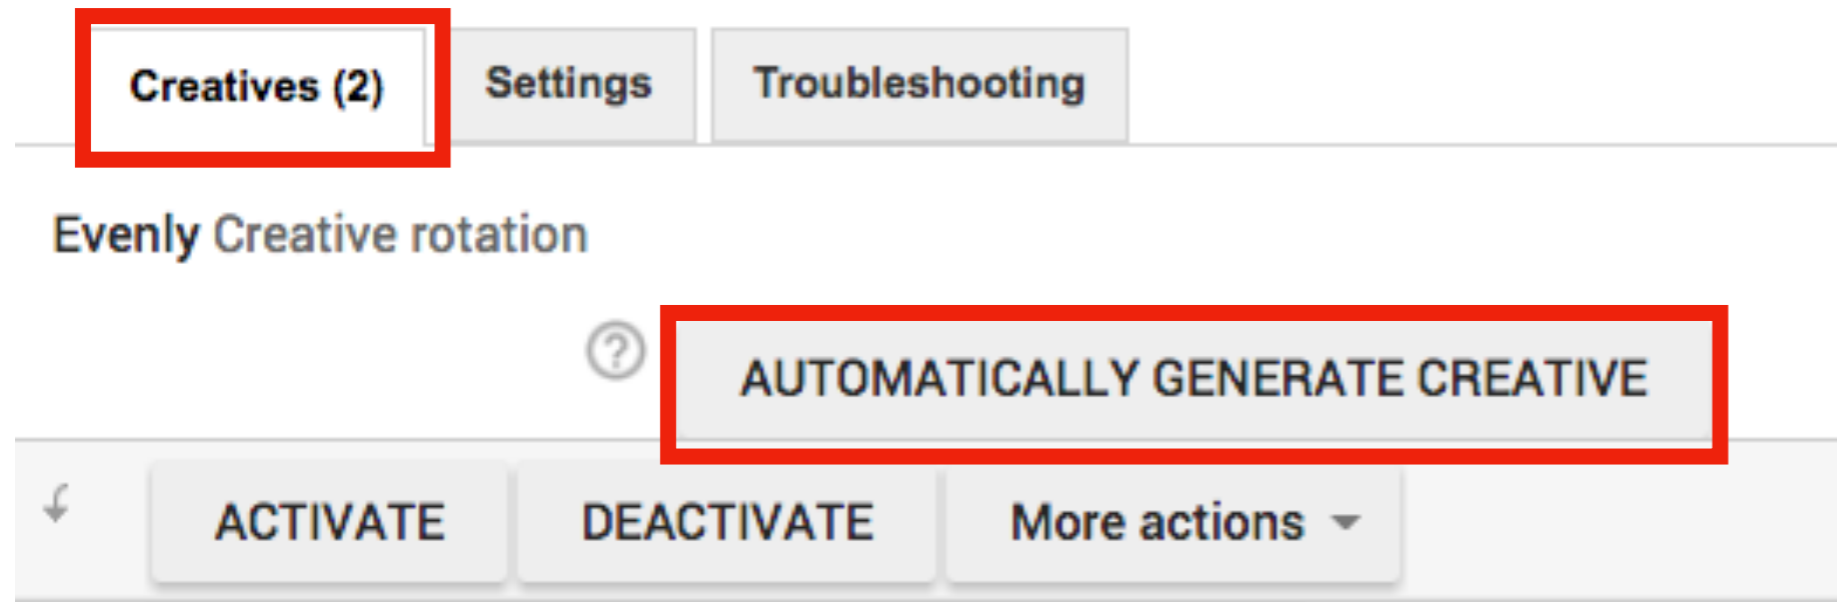 Creatives (2) Settings Troubleshooting
Evenly Creative rotation
? AUTOMATICALLY GENERATE CREATIVE
ACTIVATE DEACTIVATE More actions